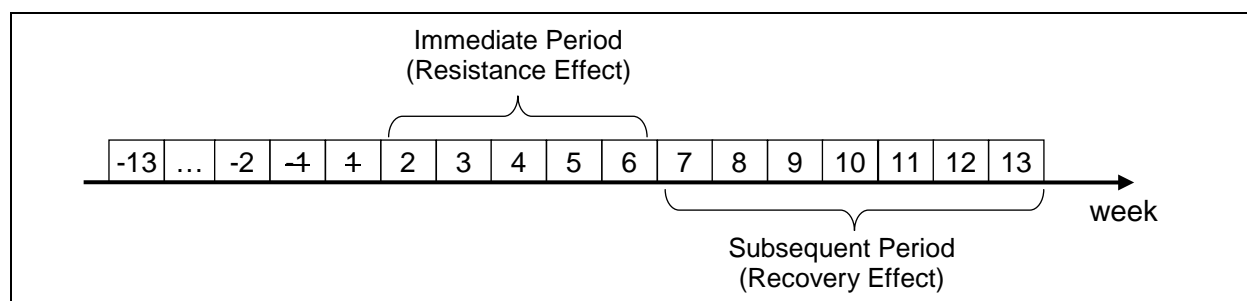 Immediate Period
(Resistance Effect)
-13 … -2 -1 1 2 3 4 5 6 7 8 9 10 11 12 13
week
Subsequent Period
(Recovery Effect)